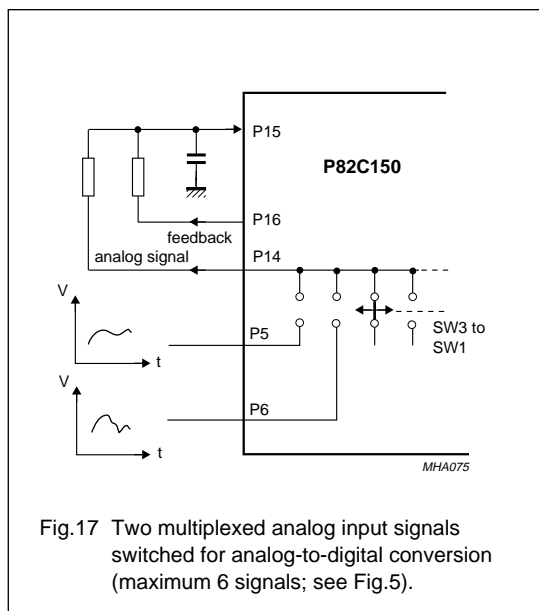 P15
P82C150
P16
feedback
analog signal
P14
V
SW3 to
SW1
P5
t
V
P6
t
MHA075
Fig.17 Two multiplexed analog input signals
switched for analog-to-digital conversion
(maximum 6 signals; see Fig.5).